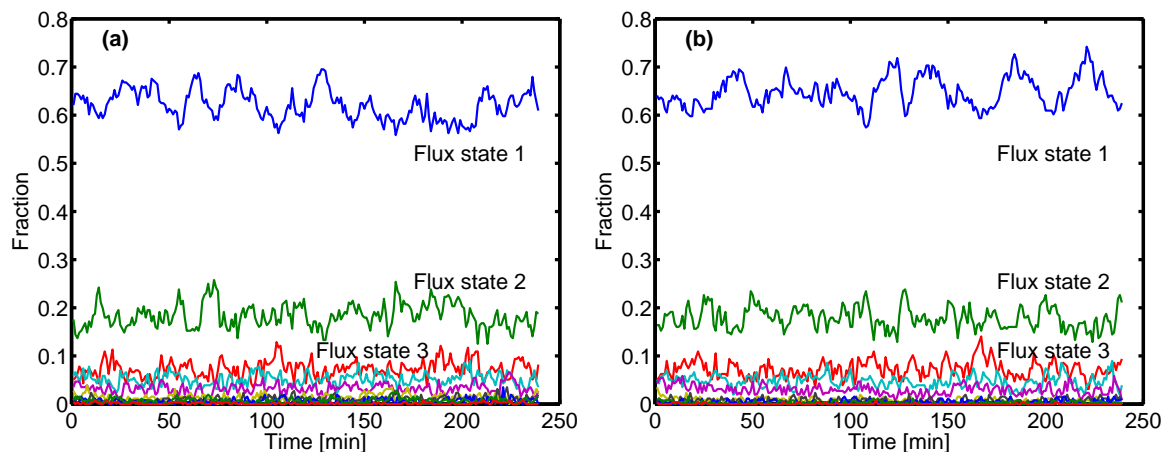 (a)
0.8
0.7
0.6
0.5
0.4
0.3
0.2
0.1
0
Fraction
Flux state 1
Flux state 2
Flux state 3
0 50 100 150 200 250
Time [min]
(b)
0.8
0.7
0.6
0.5
0.4
0.3
0.2
0.1
0
Fraction
Flux state 1
Flux state 2
Flux state 3
0 50 100 150 200 250
Time [min]